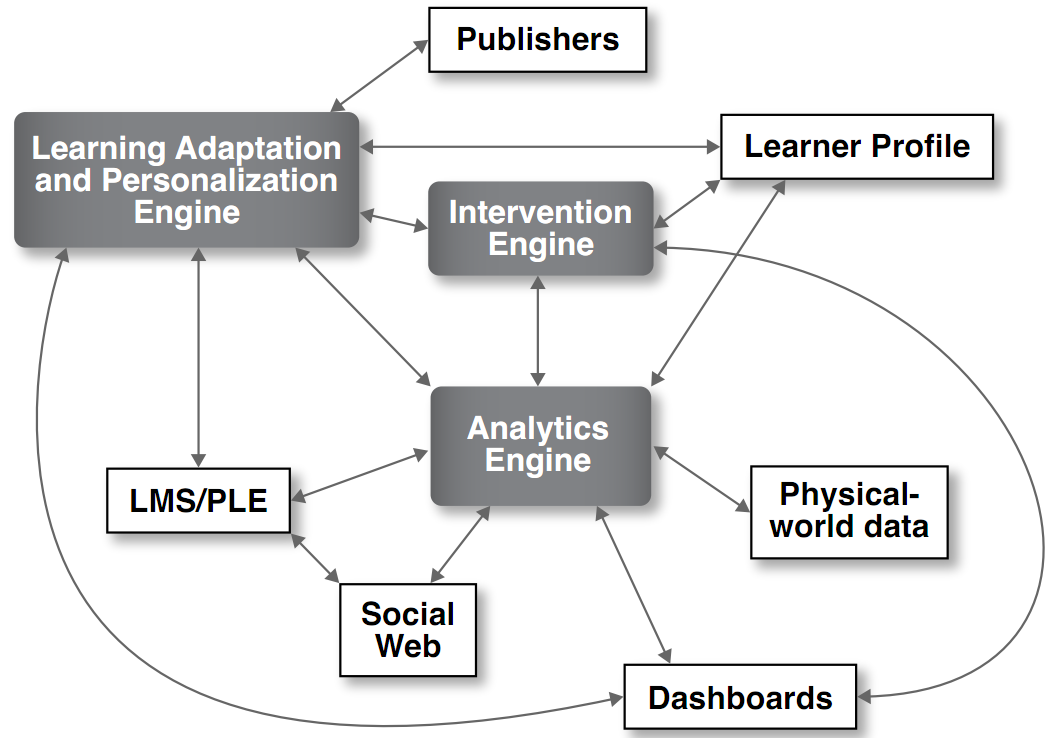 Publishers
Learning Adaptation
and Personalization
Engine
Learner Profile
Intervention
Engine
Analytics
Engine
LMS/PLE
Physical-
world data
Social
Web
Dashboards